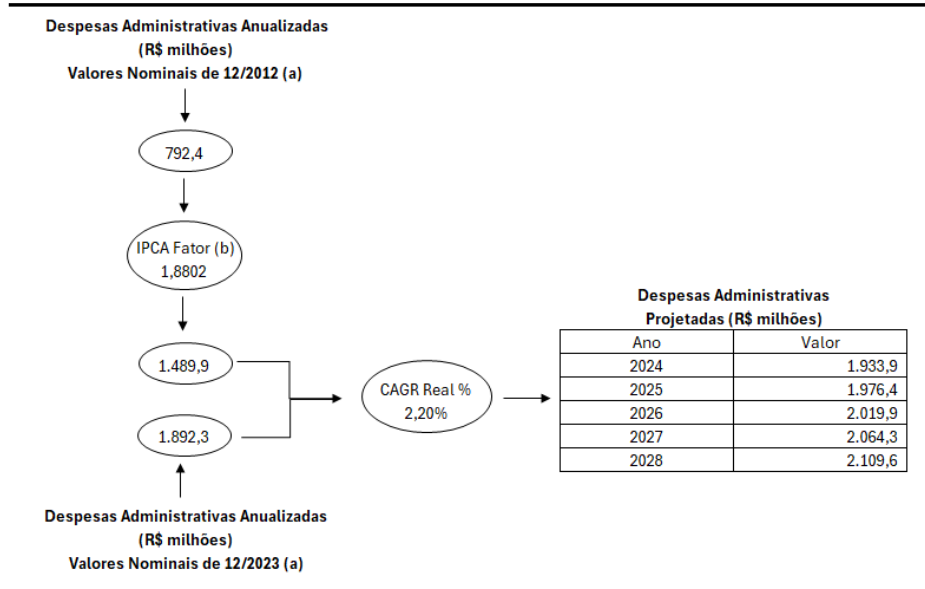 Despesas Administrativas Anualizadas
(R$ milhões)
Valores Nominais de 12/2012 (a)
792,4
IPCA Fator (b)
1,8802
1.489,9
1.892,3
Despesas Administrativas Anualizadas
(R$ milhões)
Valores Nominais de 12/2023 (a)
CAGR Real %
2,20%
Despesas Administrativas
Projetadas (R$ milhões)
Ano Valor
2024 1.933,9
2025 1.976,4
2026 2.019,9
2027 2.064,3
2028 2.109,6